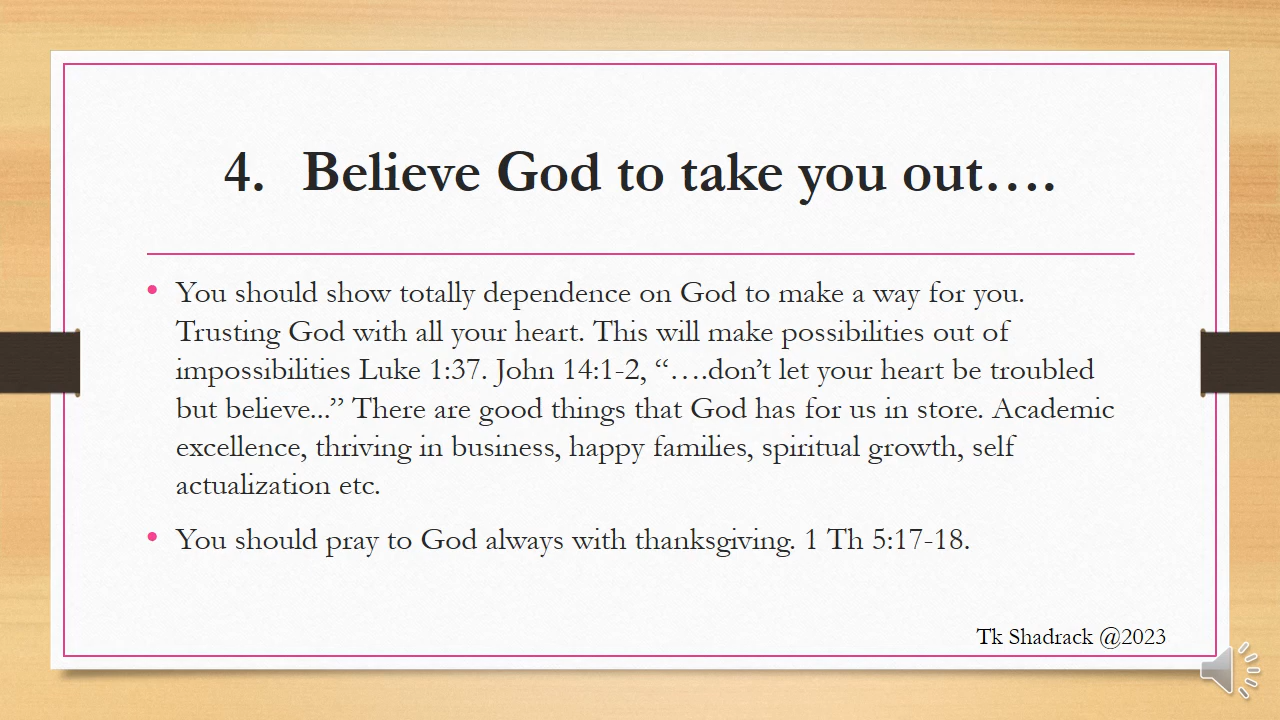 4. Believe God to take you out….
• You should show totally dependence on God to make a way for you.
Trusting God with all your heart. This will make possibilities out of
impossibilities Luke 1:37. John 14:1-2, “….don’t let your heart be troubled
but believe...” There are good things that God has for us in store. Academic
excellence, thriving in business, happy families, spiritual growth, self
actualization etc.
• You should pray to God always with thanksgiving. 1 Th 5:17-18.
Tk Shadrack @2023